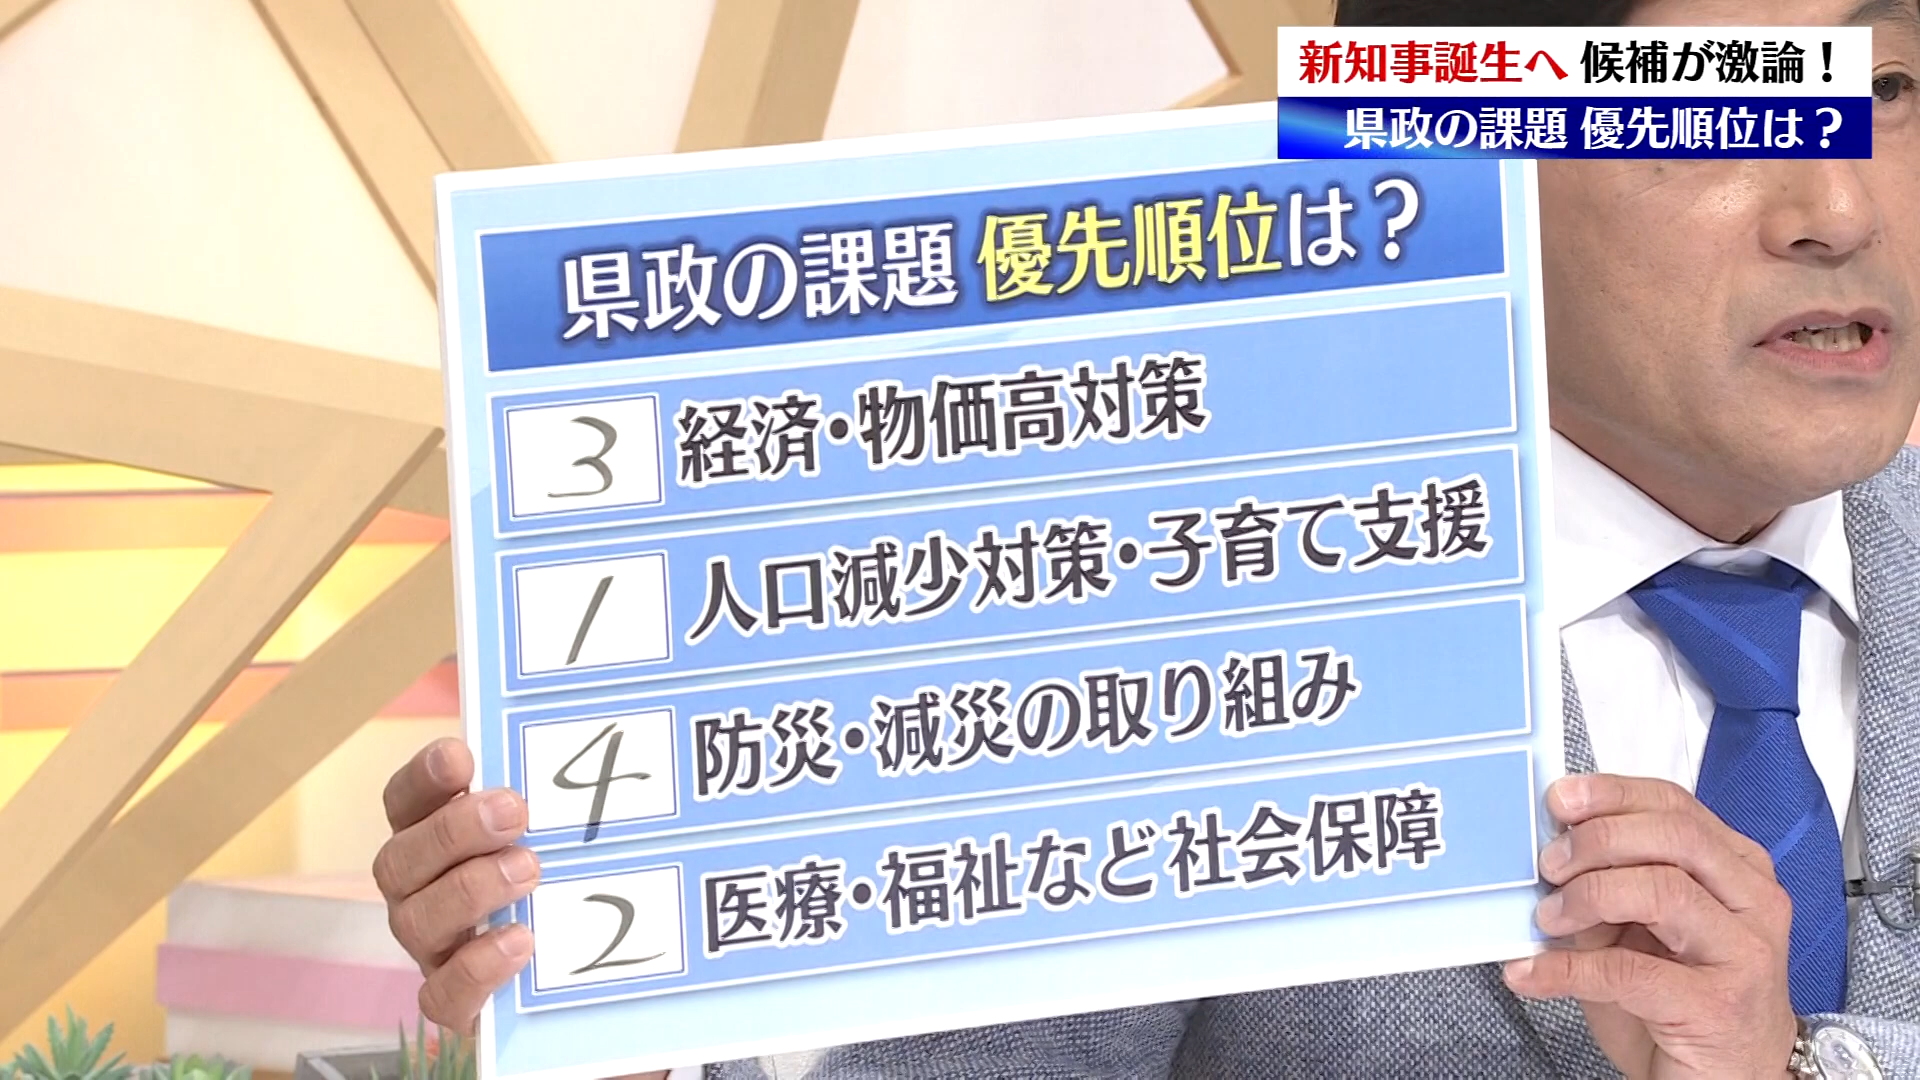 新知事誕生へ 候補が激論！
県政の課題 優先順位は？
県政の課題 優先順位は？
3 経済・物価高対策
1 人口減少対策・子育て支援
4 防災・減災の取り組み
2 医療・福祉など社会保障